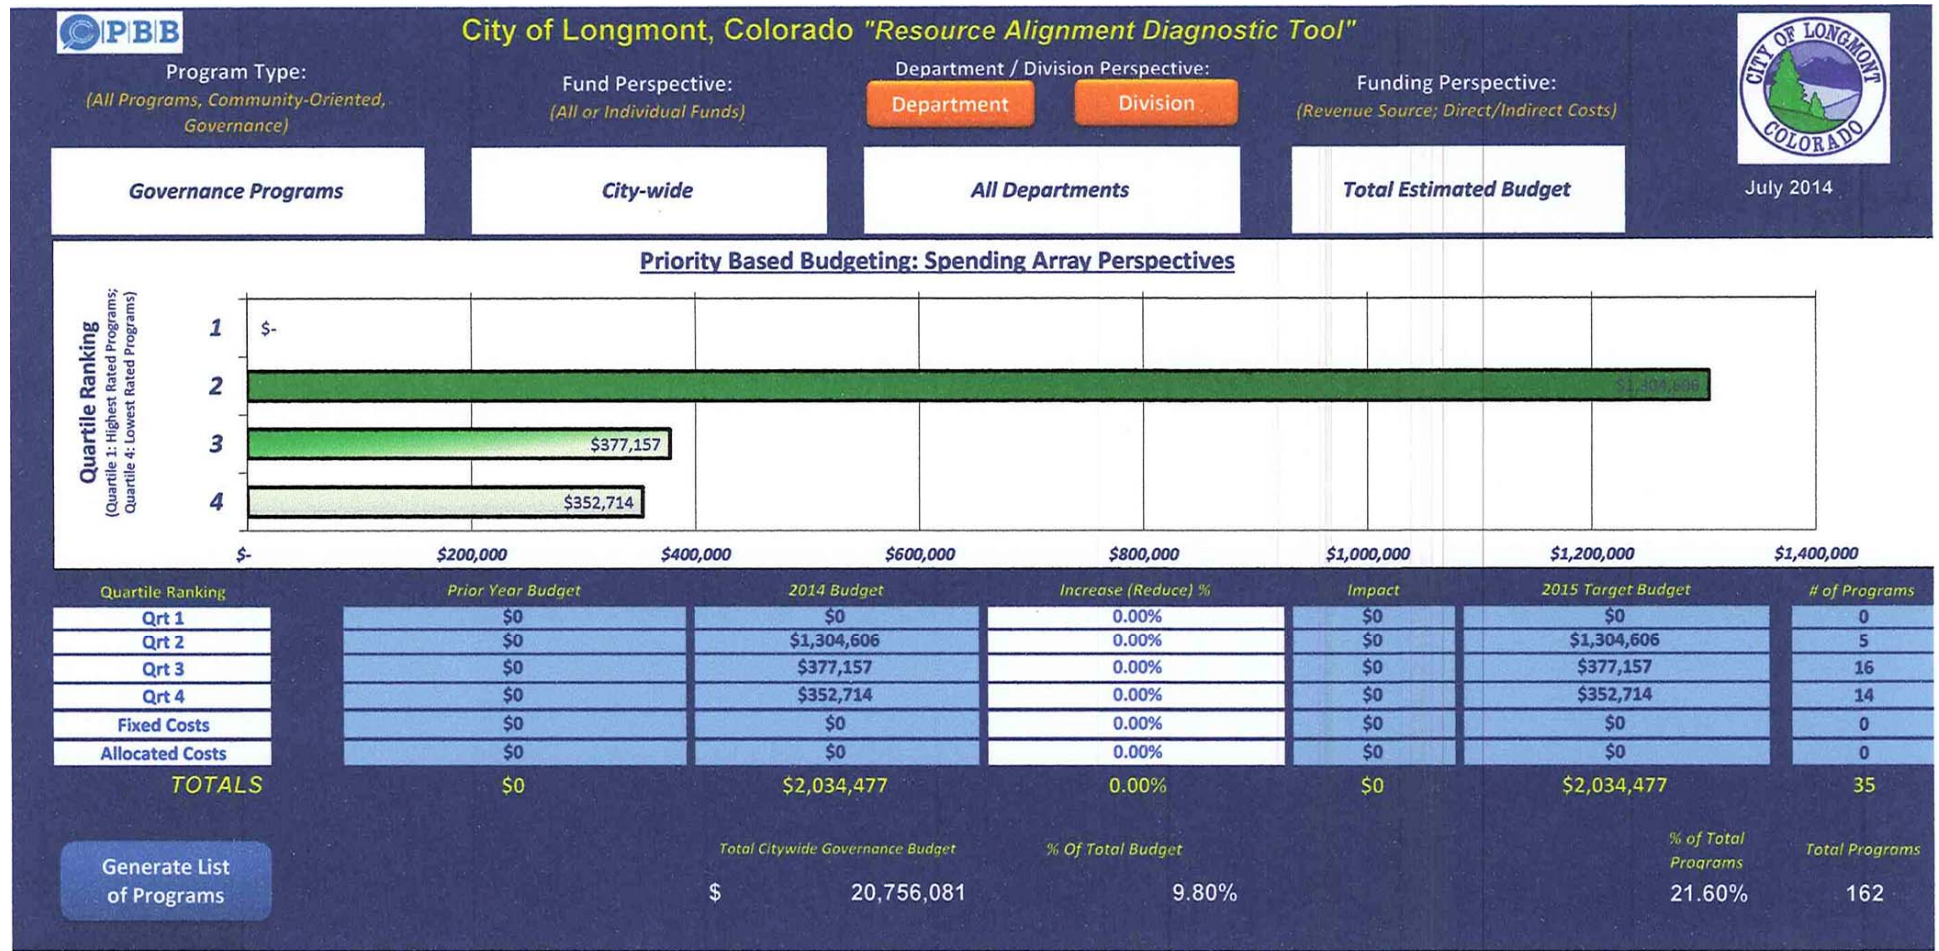 PBB
City of Longmont, Colorado "Resource Alignment Diagnostic Tool"
Program Type:
(All Programs, Community-Oriented,
Governance)
Fund Perspective:
(All or Individual Funds)
Department / Division Perspective:
Department Division
Funding Perspective:
(Revenue Source; Direct/Indirect Costs)
CITY OF LONGMONT
COLORADO
Governance Programs City-wide All Departments Total Estimated Budget July 2014
Priority Based Budgeting: Spending Array Perspectives
Quartile Ranking
(Quartile 1: Highest Rated Programs;
Quartile 4: Lowest Rated Programs)
1 $-
2 $1,304,606
3 $377,157
4 $352,714
$- $200,000 $400,000 $600,000 $800,000 $1,000,000 $1,200,000 $1,400,000
Quartile Ranking Prior Year Budget 2014 Budget Increase (Reduce) % Impact 2015 Target Budget # of Programs
Qrt 1 $0 $0 0.00% $0 $0 0
Qrt 2 $0 $1,304,606 0.00% $0 $1,304,606 5
Qrt 3 $0 $377,157 0.00% $0 $377,157 16
Qrt 4 $0 $352,714 0.00% $0 $352,714 14
Fixed Costs $0 $0 0.00% $0 $0 0
Allocated Costs $0 $0 0.00% $0 $0 0
TOTALS $0 $2,034,477 0.00% $0 $2,034,477 35
Generate List
of Programs
Total Citywide Governance Budget % Of Total Budget
% of Total
Programs
Total Programs
$ 20,756,081 9.80% 21.60% 162